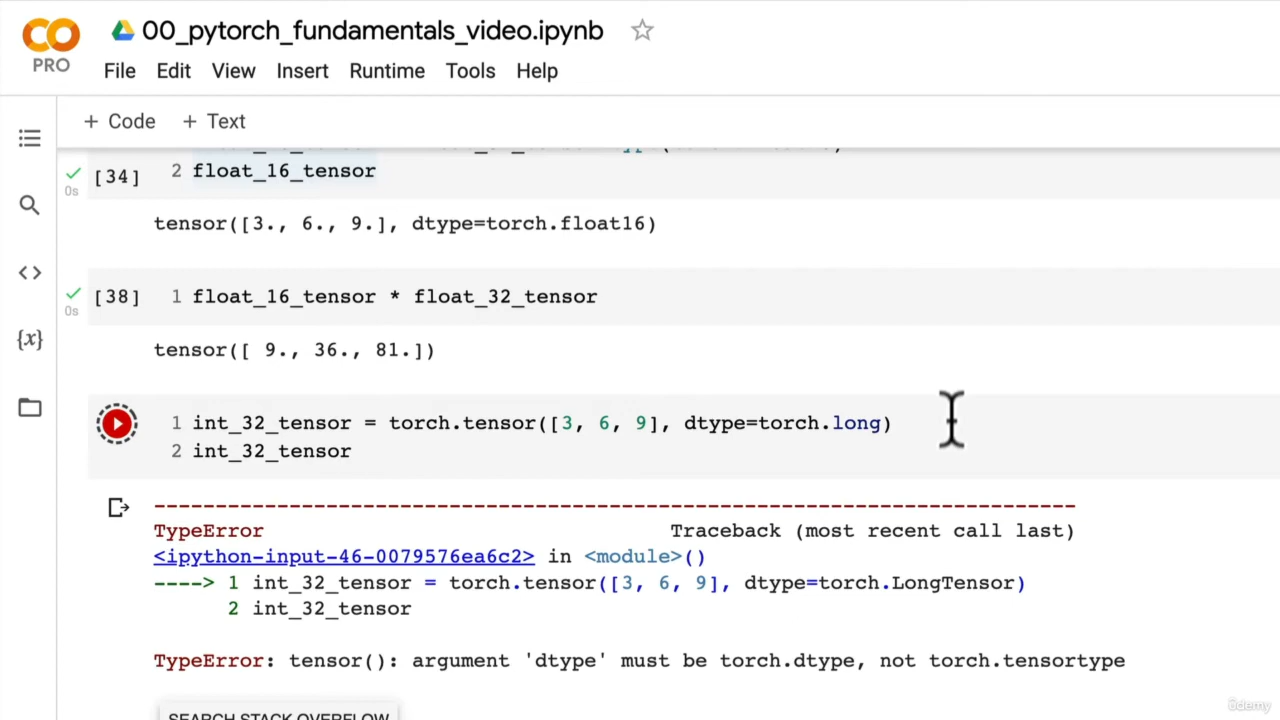 00_pytorch_fundamentals_video.ipynb
PRO
File Edit View Insert Runtime Tools Help
+ Code + Text
0s [34] 2 float_16_tensor
tensor([3., 6., 9.], dtype=torch.float16)
0s [38] 1 float_16_tensor * float_32_tensor
tensor([ 9., 36., 81.])
1 int_32_tensor = torch.tensor([3, 6, 9], dtype=torch.long)
2 int_32_tensor
---------------------------------------------------------------------------
TypeError Traceback (most recent call last)
<ipython-input-46-0079576ea6c2> in <module>()
----> 1 int_32_tensor = torch.tensor([3, 6, 9], dtype=torch.LongTensor)
2 int_32_tensor
TypeError: tensor(): argument 'dtype' must be torch.dtype, not torch.tensortype
SEARCH STACK OVERFLOW
ûdemy